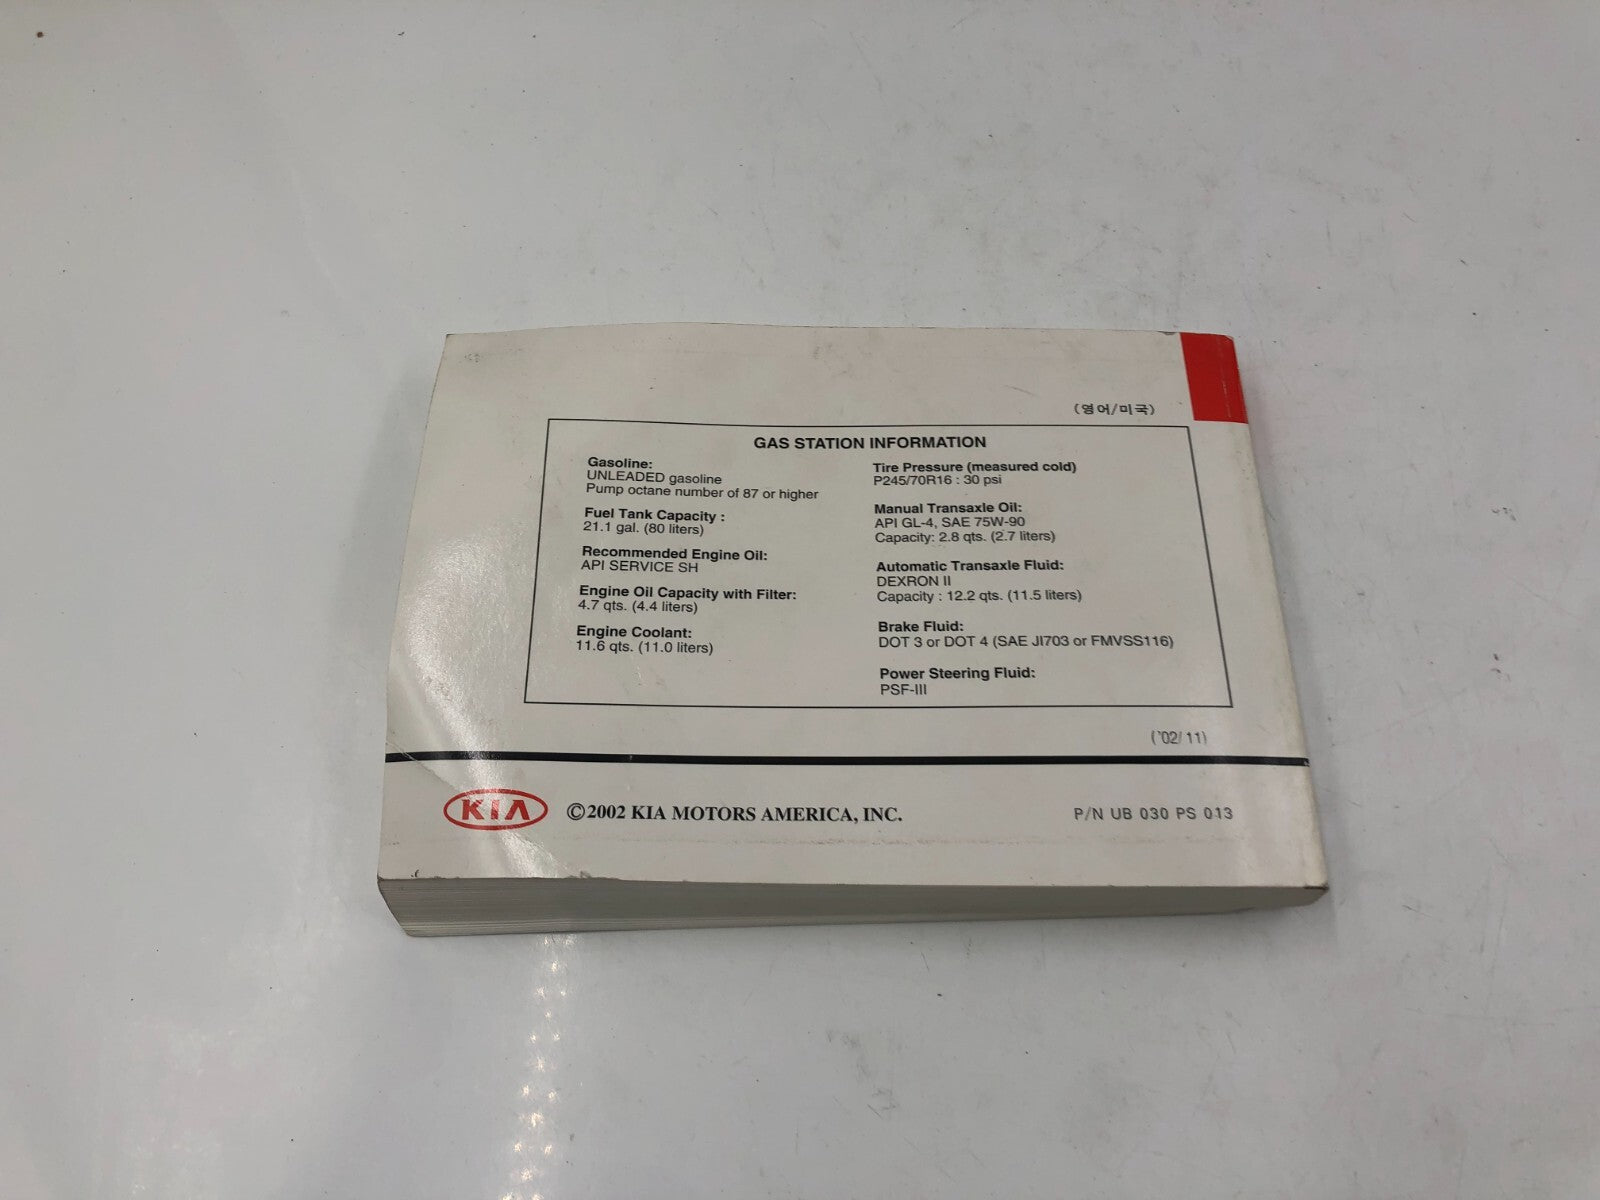 (영어/미국)
GAS STATION INFORMATION
Gasoline:
UNLEADED gasoline
Pump octane number of 87 or higher
Fuel Tank Capacity :
21.1 gal. (80 liters)
Recommended Engine Oil:
API SERVICE SH
Engine Oil Capacity with Filter:
4.7 qts. (4.4 liters)
Engine Coolant:
11.6 qts. (11.0 liters)
Tire Pressure (measured cold)
P245/70R16 : 30 psi
Manual Transaxle Oil:
API GL-4, SAE 75W-90
Capacity: 2.8 qts. (2.7 liters)
Automatic Transaxle Fluid:
DEXRON II
Capacity : 12.2 qts. (11.5 liters)
Brake Fluid:
DOT 3 or DOT 4 (SAE JI703 or FMVSS116)
Power Steering Fluid:
PSF-III
('02/11)
KIA ©2002 KIA MOTORS AMERICA, INC. P/N UB 030 PS 013